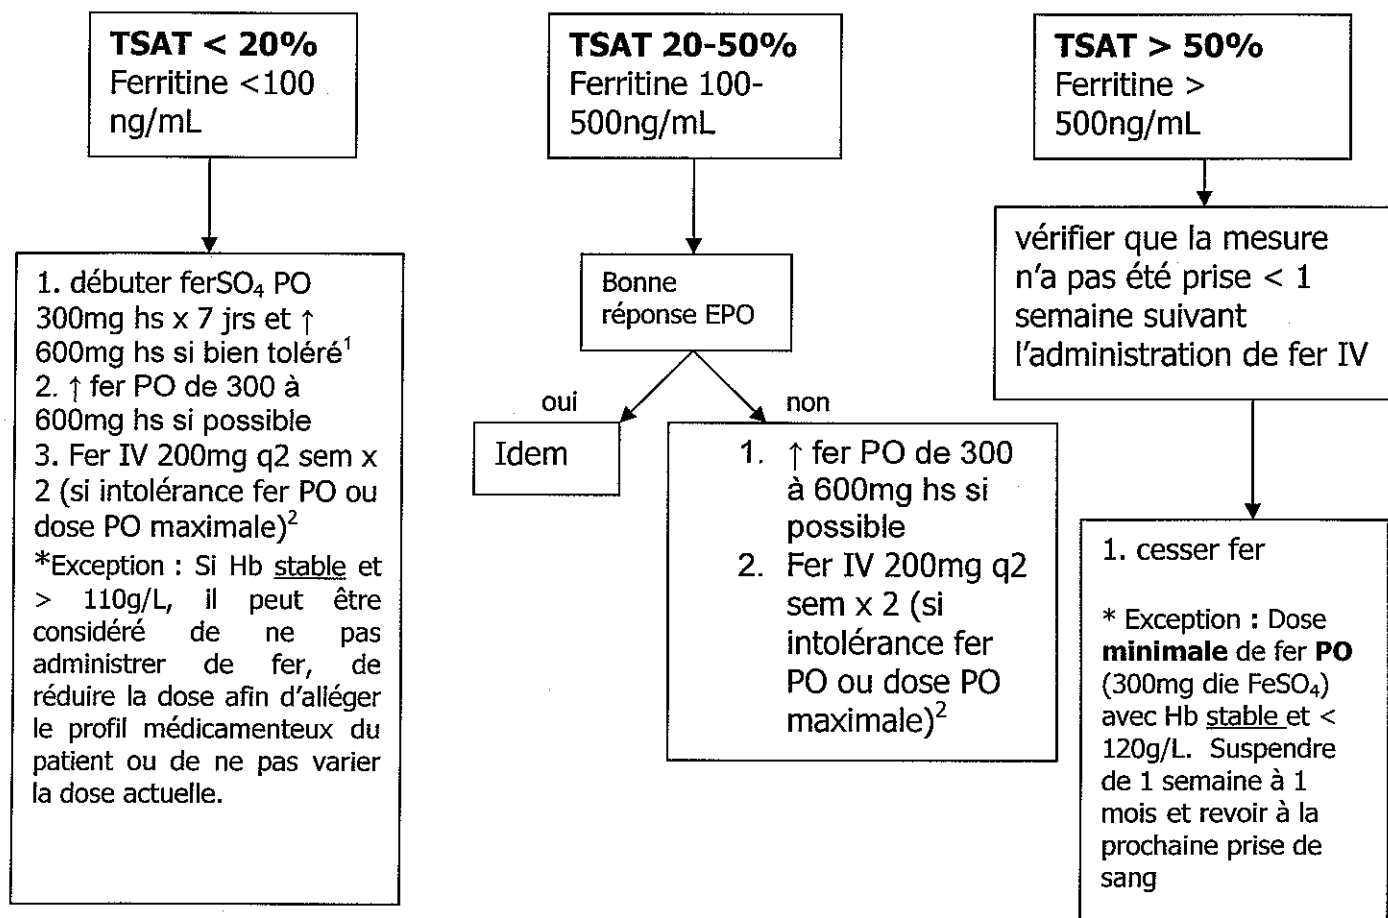 TSAT < 20%
Ferritine <100
ng/mL
1. débuter ferSO₄ PO
300mg hs x 7 jrs et ↑
600mg hs si bien toléré¹
2. ↑ fer PO de 300 à
600mg hs si possible
3. Fer IV 200mg q2 sem x
2 (si intolérance fer PO ou
dose PO maximale)²
*Exception : Si Hb stable et
> 110g/L, il peut être
considéré de ne pas
administrer de fer, de
réduire la dose afin d'alléger
le profil médicamenteux du
patient ou de ne pas varier
la dose actuelle.
TSAT 20-50%
Ferritine 100-
500ng/mL
Bonne
réponse EPO
oui
non
Idem
1. ↑ fer PO de 300
à 600mg hs si
possible
2. Fer IV 200mg q2
sem x 2 (si
intolérance fer
PO ou dose PO
maximale)²
TSAT > 50%
Ferritine >
500ng/mL
vérifier que la mesure
n'a pas été prise < 1
semaine suivant
l'administration de fer IV
1. cesser fer
* Exception : Dose
minimale de fer PO
(300mg die FeSO₄)
avec Hb stable et <
120g/L. Suspendre
de 1 semaine à 1
mois et revoir à la
prochaine prise de
sang